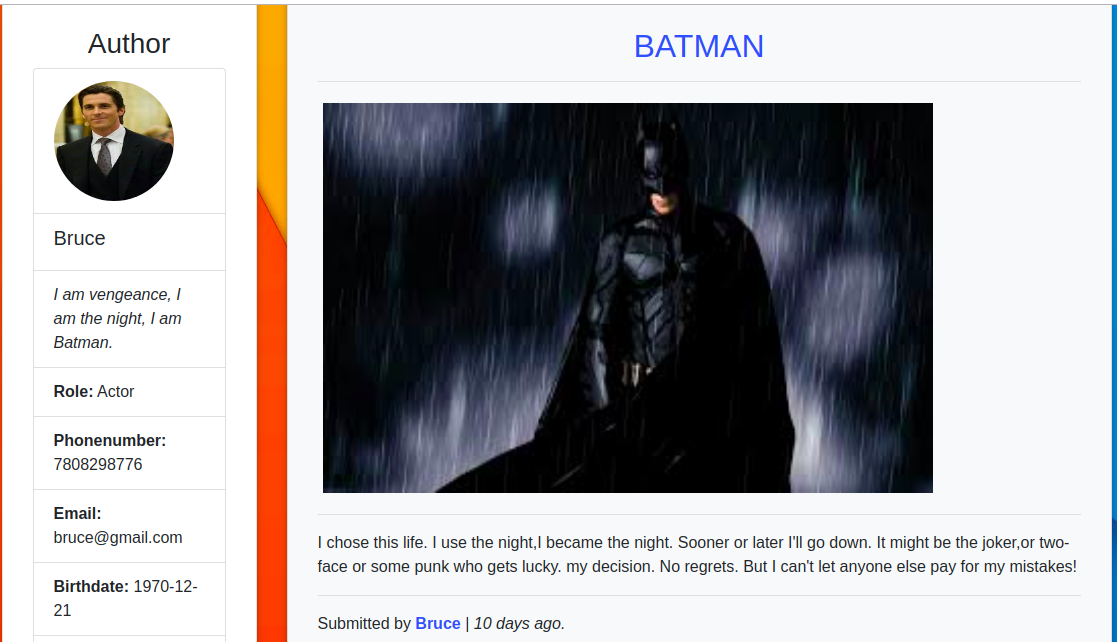 Author
Bruce
I am vengeance, I
am the night, I am
Batman.
Role: Actor
Phonenumber:
7808298776
Email:
bruce@gmail.com
Birthdate: 1970-12-
21
BATMAN
I chose this life. I use the night,I became the night. Sooner or later I'll go down. It might be the joker,or two-
face or some punk who gets lucky. my decision. No regrets. But I can't let anyone else pay for my mistakes!
Submitted by Bruce | 10 days ago.